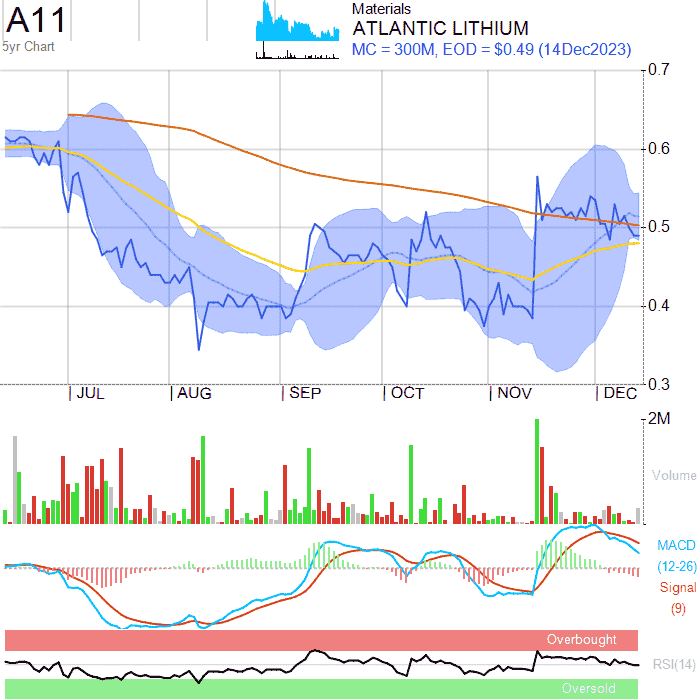 A11
5yr Chart
Materials
ATLANTIC LITHIUM
MC = 300M, EOD = $0.49 (14Dec2023)
0.7
0.6
0.5
0.4
0.3
JUL AUG SEP OCT NOV DEC
2M
Volume
MACD
(12-26)
Signal
(9)
Overbought
RSI(14)
Oversold